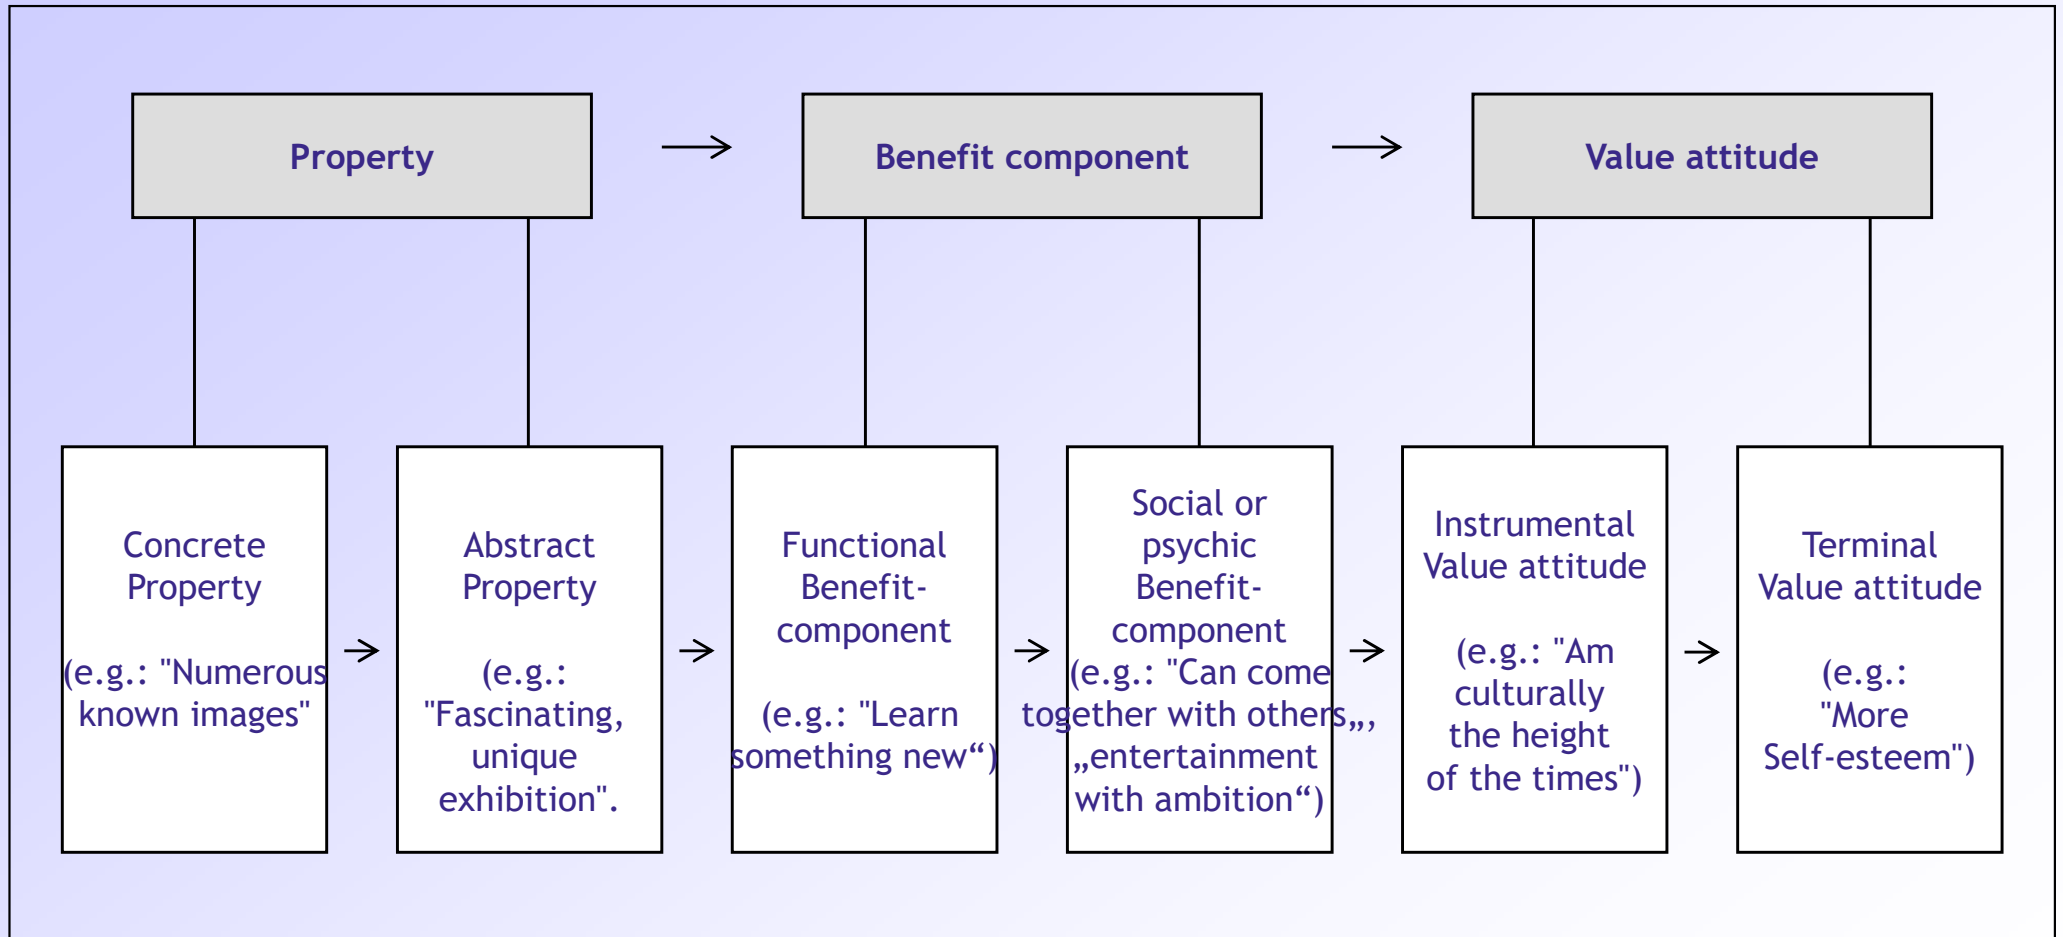 Property
Benefit component
Value attitude
Concrete
Property
(e.g.: "Numerous
known images"
Abstract
Property
(e.g.:
"Fascinating,
unique
exhibition".
Functional
Benefit-
component
(e.g.: "Learn
something new“)
Social or
psychic
Benefit-
component
(e.g.: "Can come
together with others„,
„entertainment
with ambition“)
Instrumental
Value attitude
(e.g.: "Am
culturally
the height
of the times")
Terminal
Value attitude
(e.g.:
"More
Self-esteem")